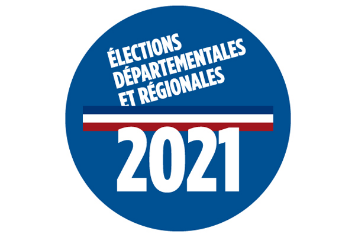 ÉLECTIONS
DÉPARTEMENTALES
ET RÉGIONALES
2021